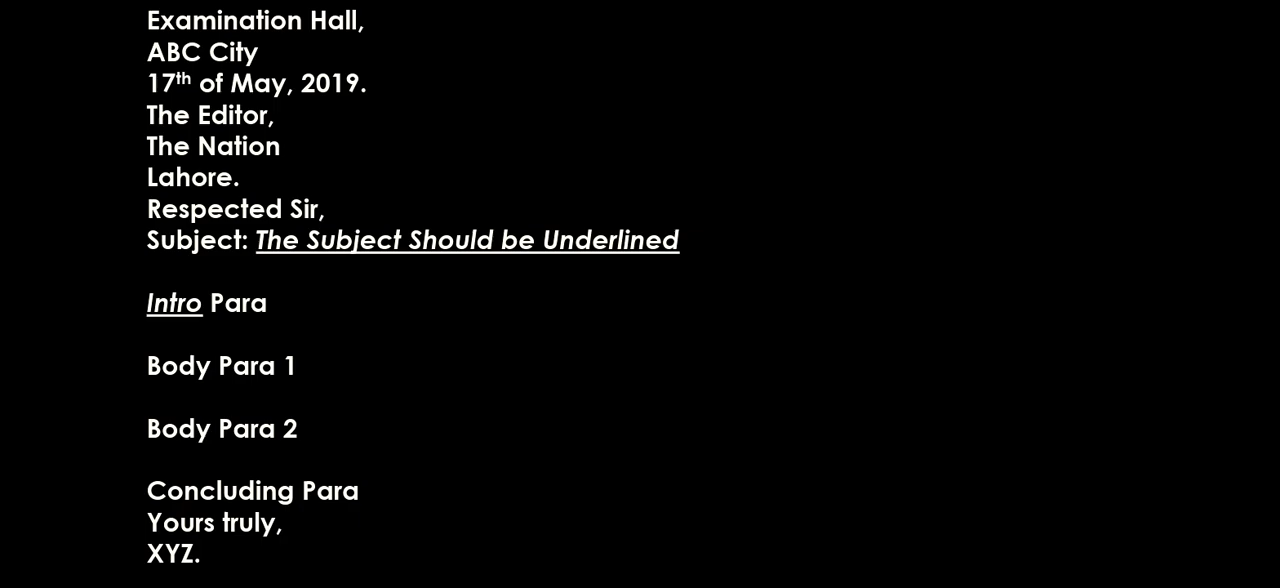 Examination Hall,
ABC City
17th of May, 2019.
The Editor,
The Nation
Lahore.
Respected Sir,
Subject: The Subject Should be Underlined
Intro Para
Body Para 1
Body Para 2
Concluding Para
Yours truly,
XYZ.